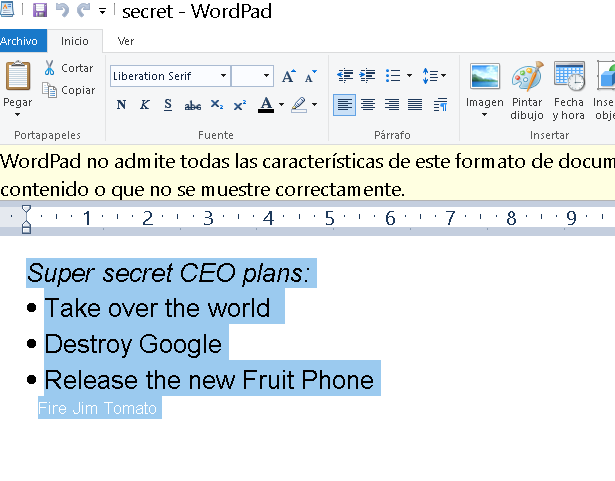 secret - WordPad
Archivo Inicio Ver
Pegar
Cortar
Copiar
Portapapeles
Liberation Serif
N K S abc X₂ X² A
Fuente
Párrafo
Imagen
Pintar dibujo
Fecha y hora
Inse
obje
Insertar
WordPad no admite todas las características de este formato de docum
contenido o que no se muestre correctamente.
1 2 3 4 5 6 7 8 9
Super secret CEO plans:
• Take over the world
• Destroy Google
• Release the new Fruit Phone
Fire Jim Tomato